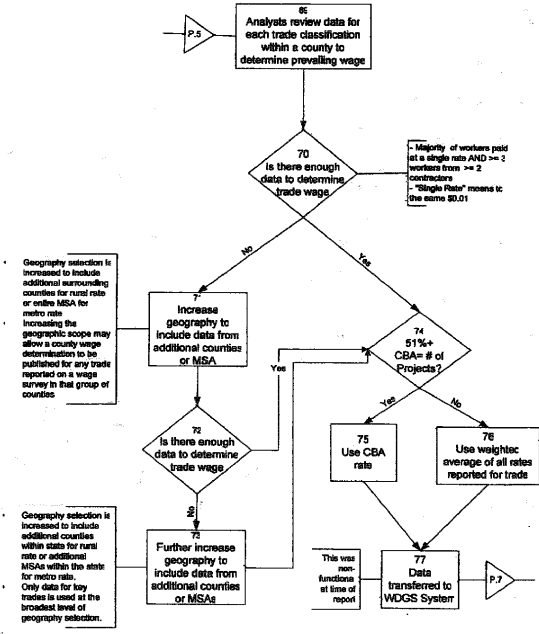 69
Analysts review data for
each trade classification
within a county to
determine prevailing wage
P.5
70
Is there enough
data to determine
trade wage
- Majority of workers paid
at a single rate AND >= 3
workers from >= 2
contractors
- "Single Rate" means to
the same $0.01
No
Yes
Geography selection is
increased to include
additional surrounding
counties for rural rate
or entire MSA for
metro rate
Increasing the
geographic scope may
allow a county wage
determination to be
published for any trade
reported on a wage
survey in that group of
counties
71
Increase
geography to
include data from
additional counties
or MSA
Yes
74
51%+
CBA= # of
Projects?
Yes
No
72
Is there enough
data to determine
trade wage
No
75
Use CBA
rate
76
Use weighted
average of all rates
reported for trade
Geography selection is
increased to include
additional counties
within state for rural
rate or additional
MSAs within the state
for metro rate.
Only data for key
trades is used at the
broadest level of
geography selection.
73
Further increase
geography to
include data from
additional counties
or MSAs
This was
non-
functiona
at time of
report
77
Data
transferred to
WDGS System
P.7